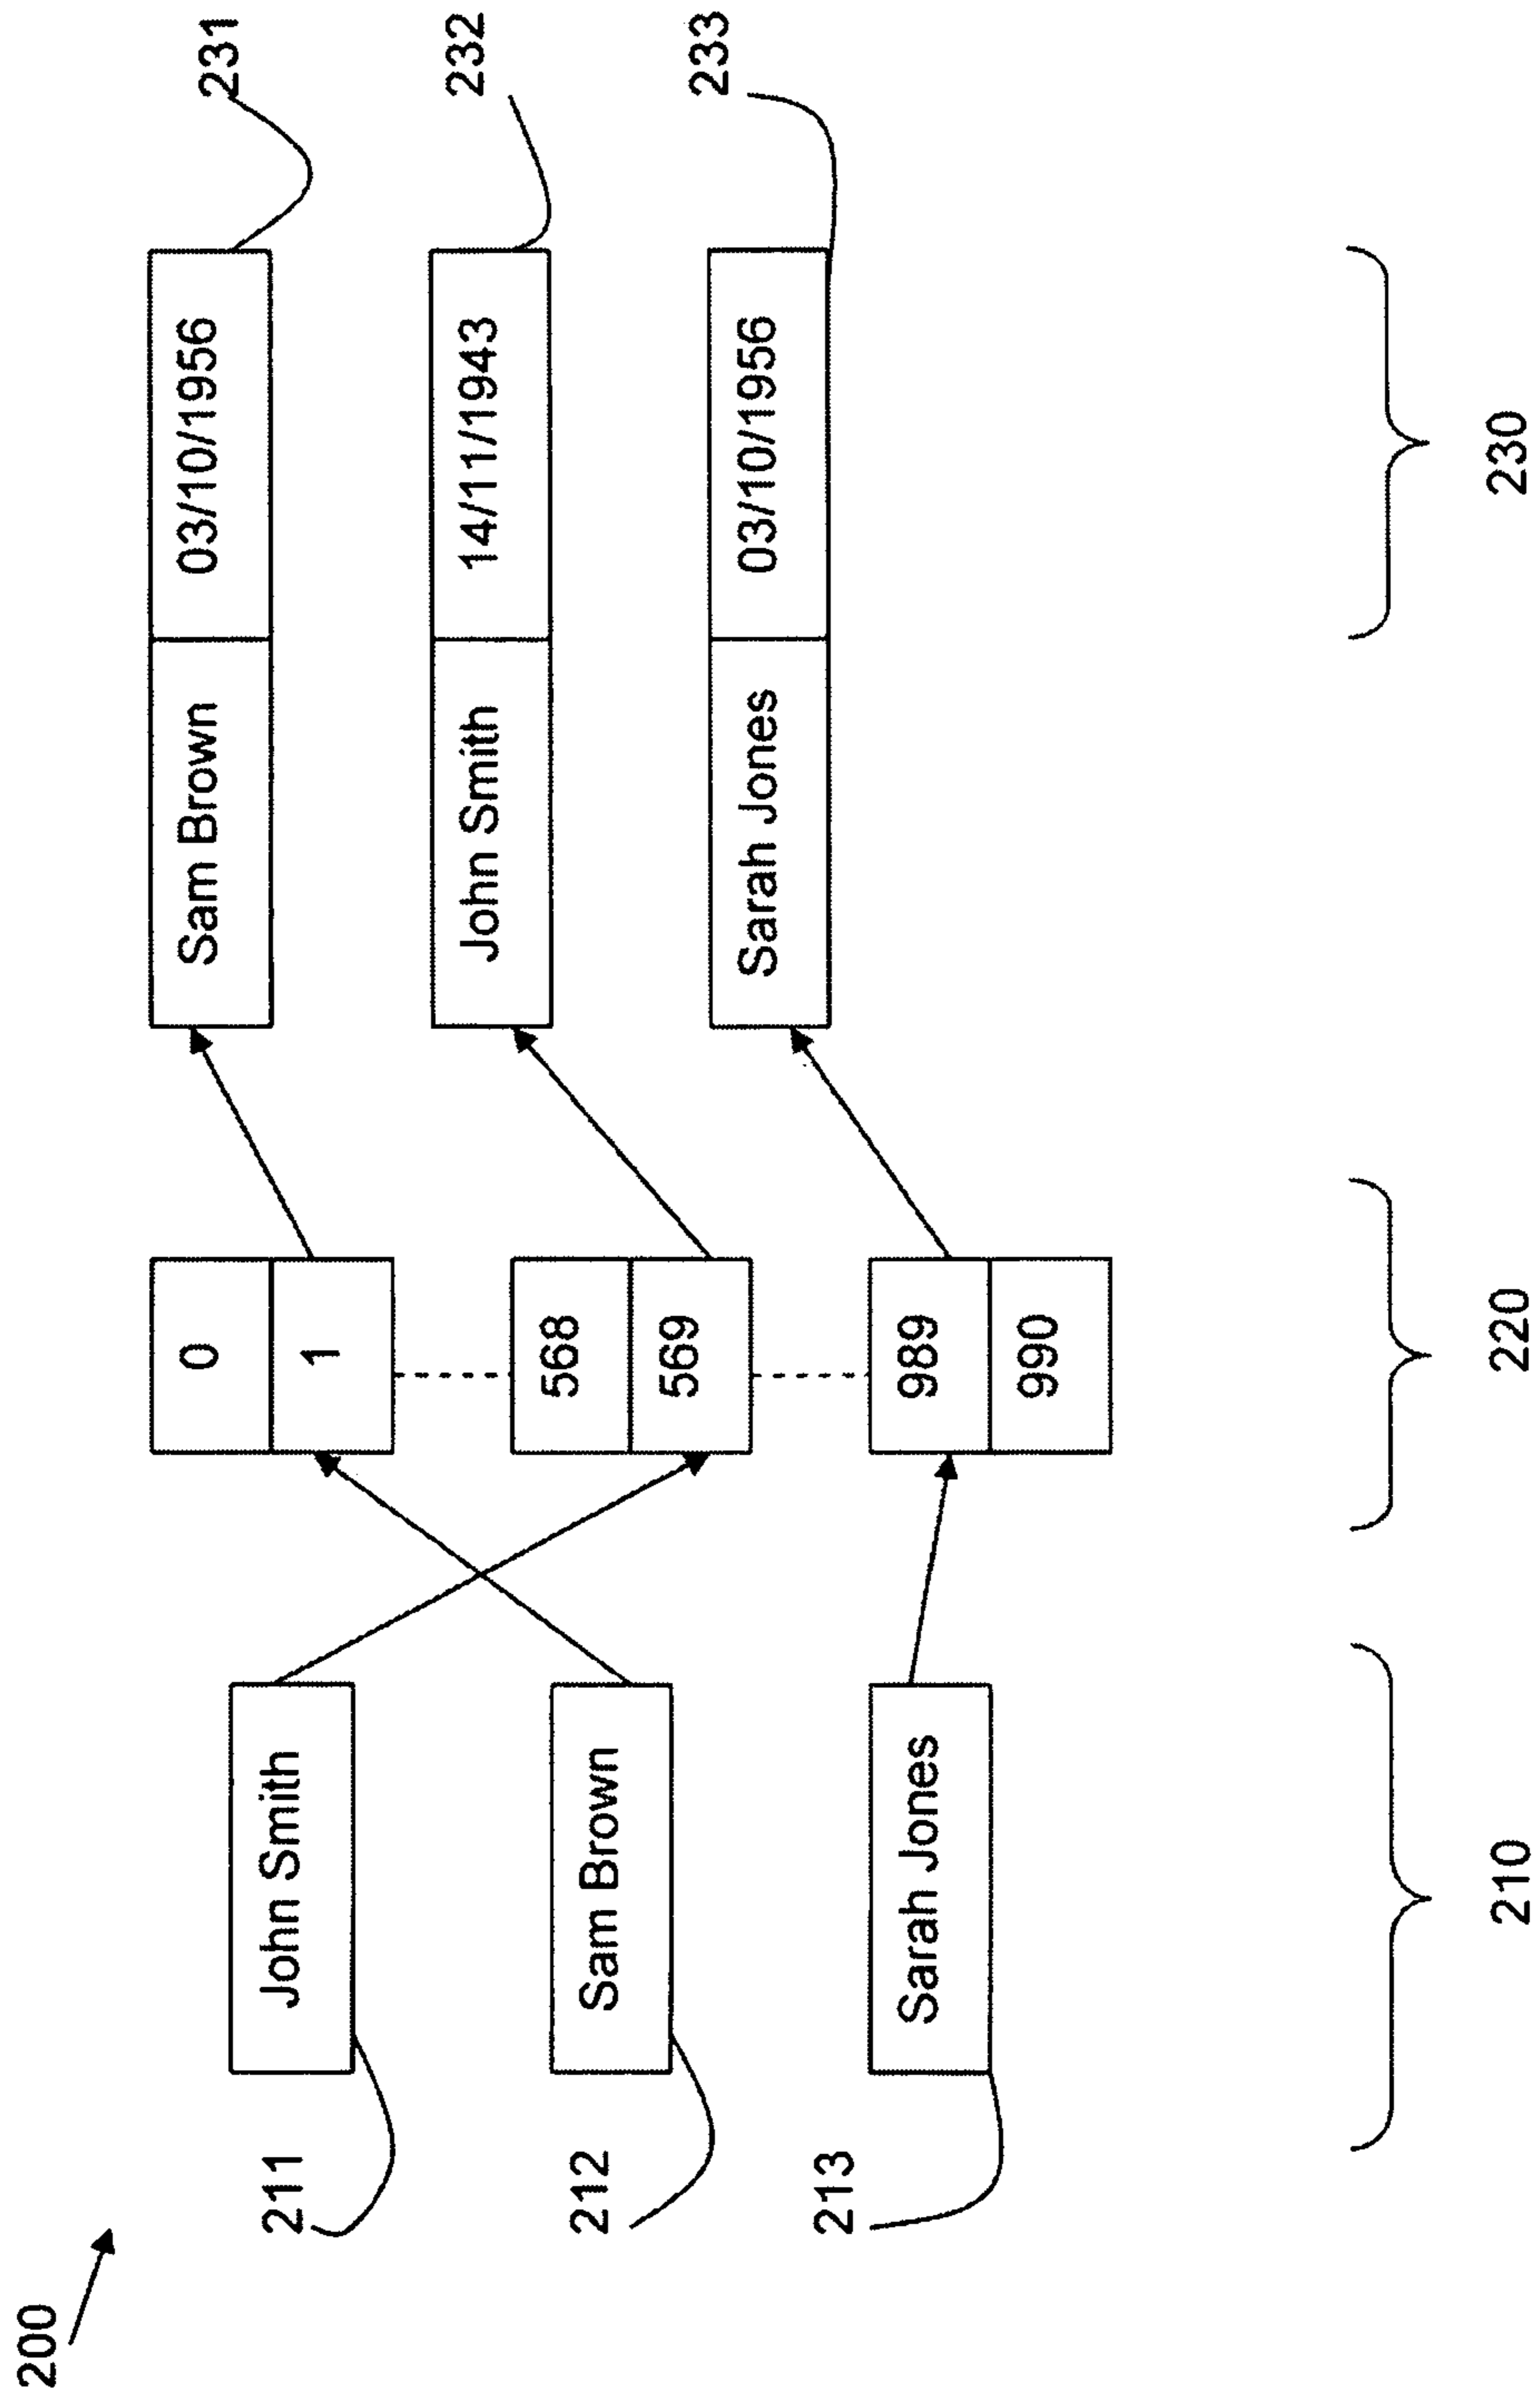 200
211
John Smith
212
Sam Brown
213
Sarah Jones
210
0
1
568
569
989
990
220
Sam Brown 03/10/1956
231
John Smith 14/11/1943
232
Sarah Jones 03/10/1956
233
230